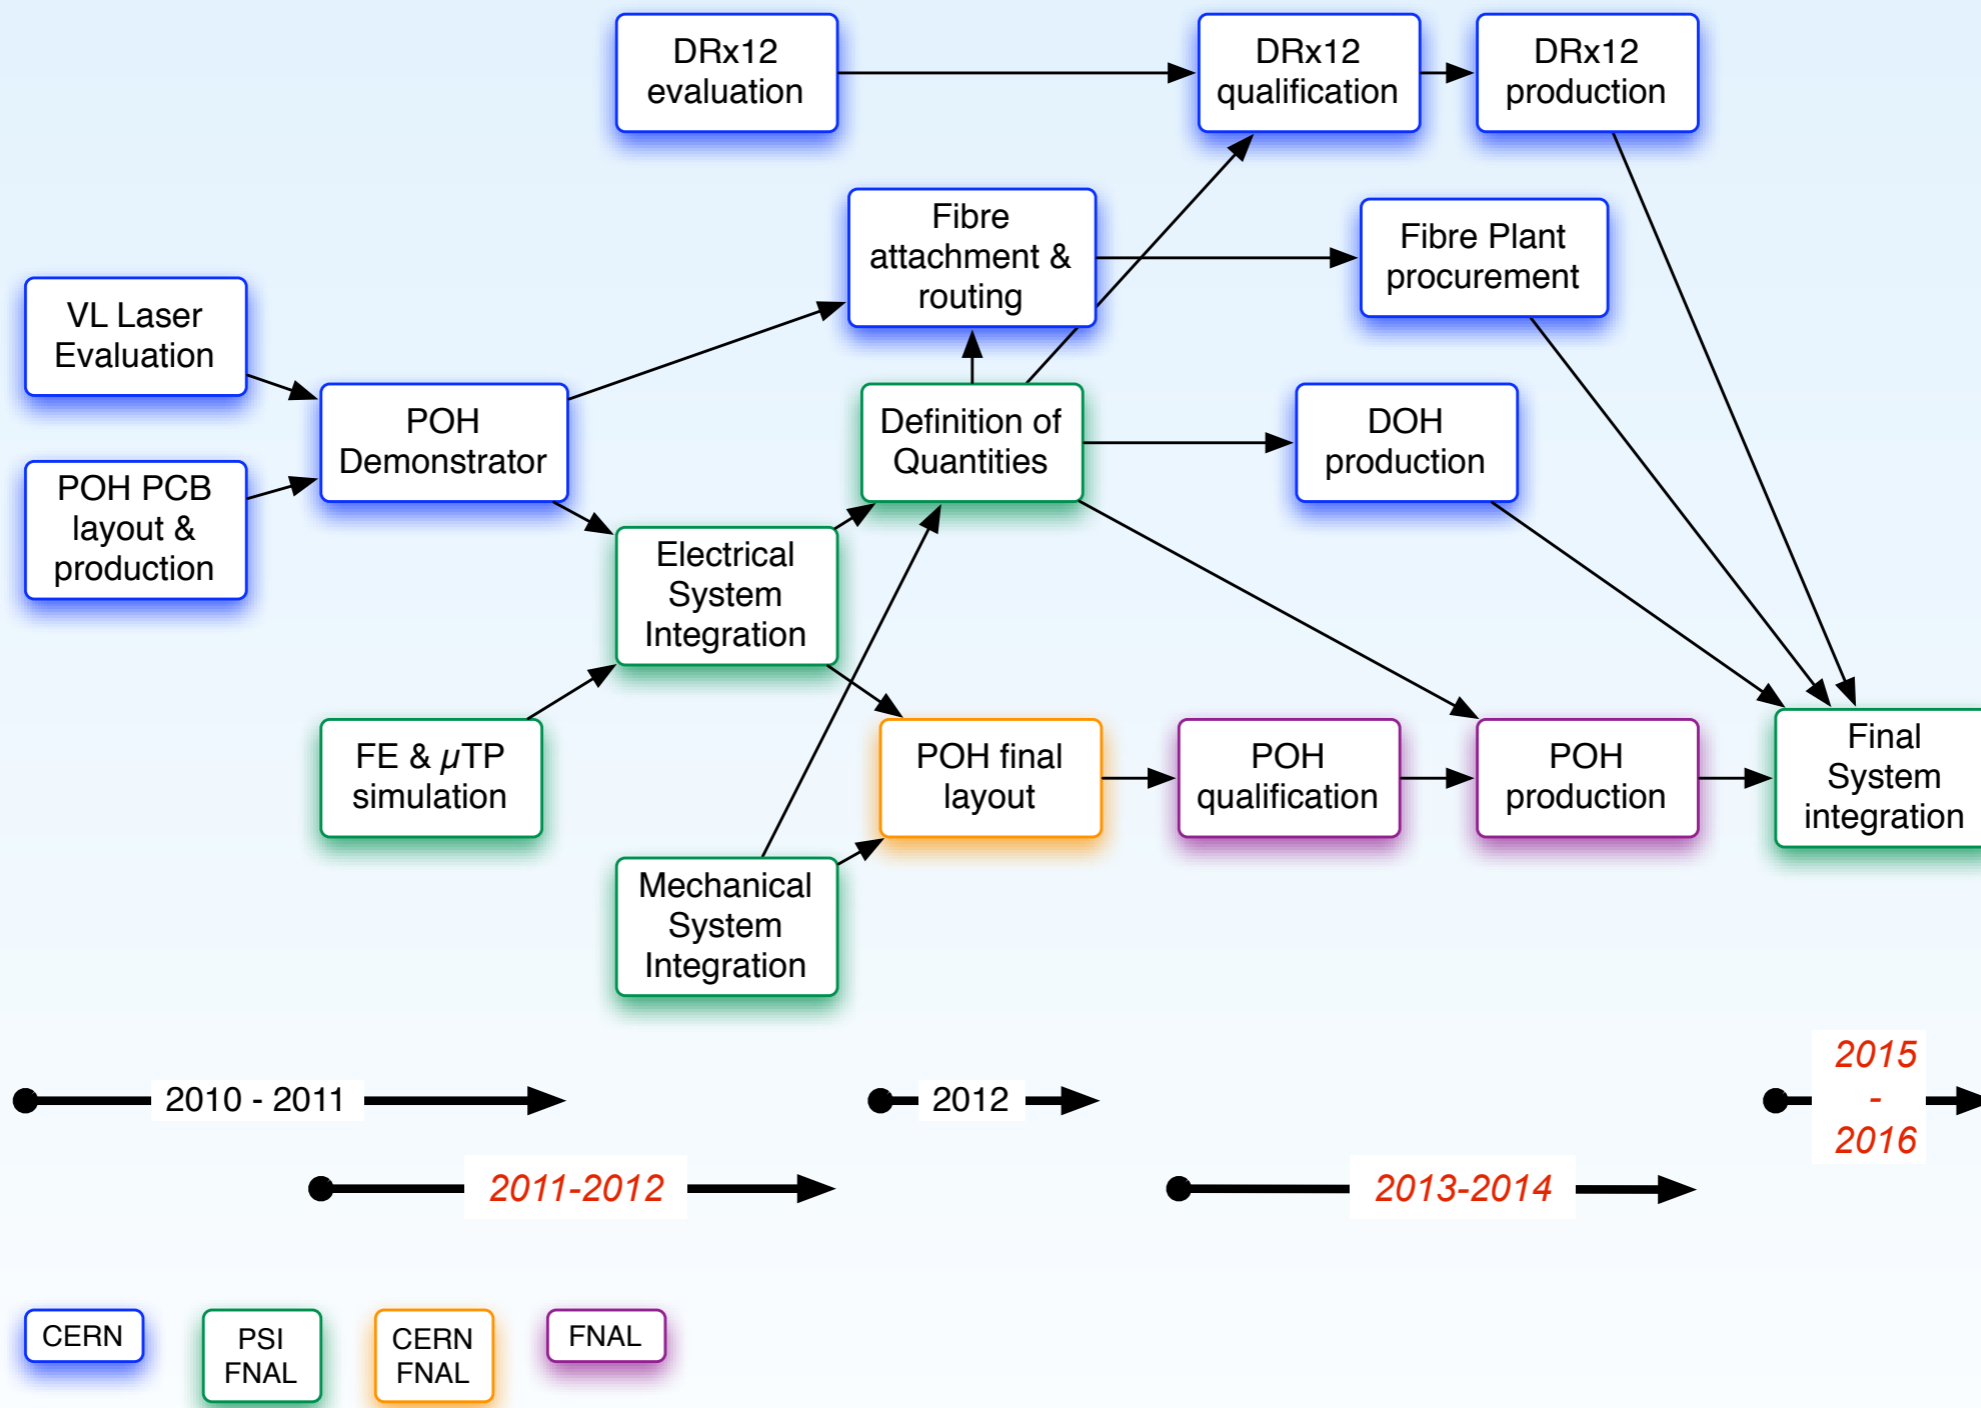 DRx12
evaluation
DRx12
qualification
DRx12
production
Fibre
attachment &
routing
Fibre Plant
procurement
VL Laser
Evaluation
POH
Demonstrator
Definition of
Quantities
DOH
production
POH PCB
layout &
production
Electrical
System
Integration
FE & μTP
simulation
POH final
layout
POH
qualification
POH
production
Final
System
integration
Mechanical
System
Integration
2010 - 2011
2012
2015
-
2016
2011-2012
2013-2014
CERN
PSI
FNAL
CERN
FNAL
FNAL